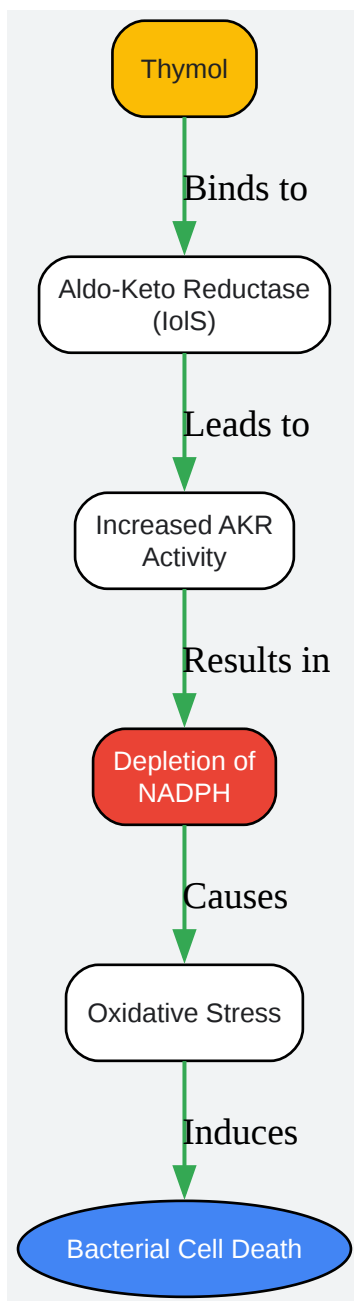 Thymol
Binds to
Aldo-Keto Reductase
(IolS)
Leads to
Increased AKR
Activity
Results in
Depletion of
NADPH
Causes
Oxidative Stress
Induces
Bacterial Cell Death